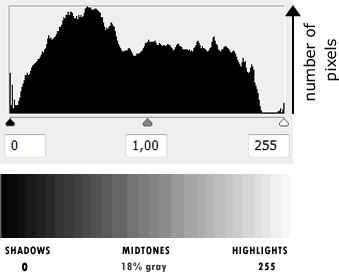 number of
pixels
0 1,00 255
SHADOWS MIDTONES HIGHLIGHTS
0 18% gray 255